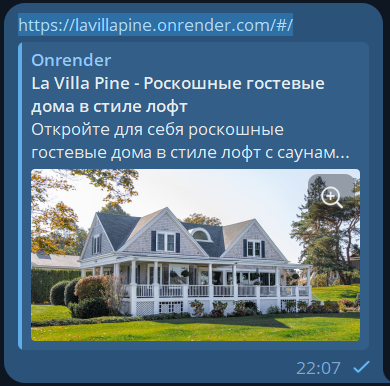 https://lavillapine.onrender.com/#/
Onrender
La Villa Pine - Роскошные гостевые
дома в стиле лофт
Откройте для себя роскошные
гостевые дома в стиле лофт с саунам...
22:07